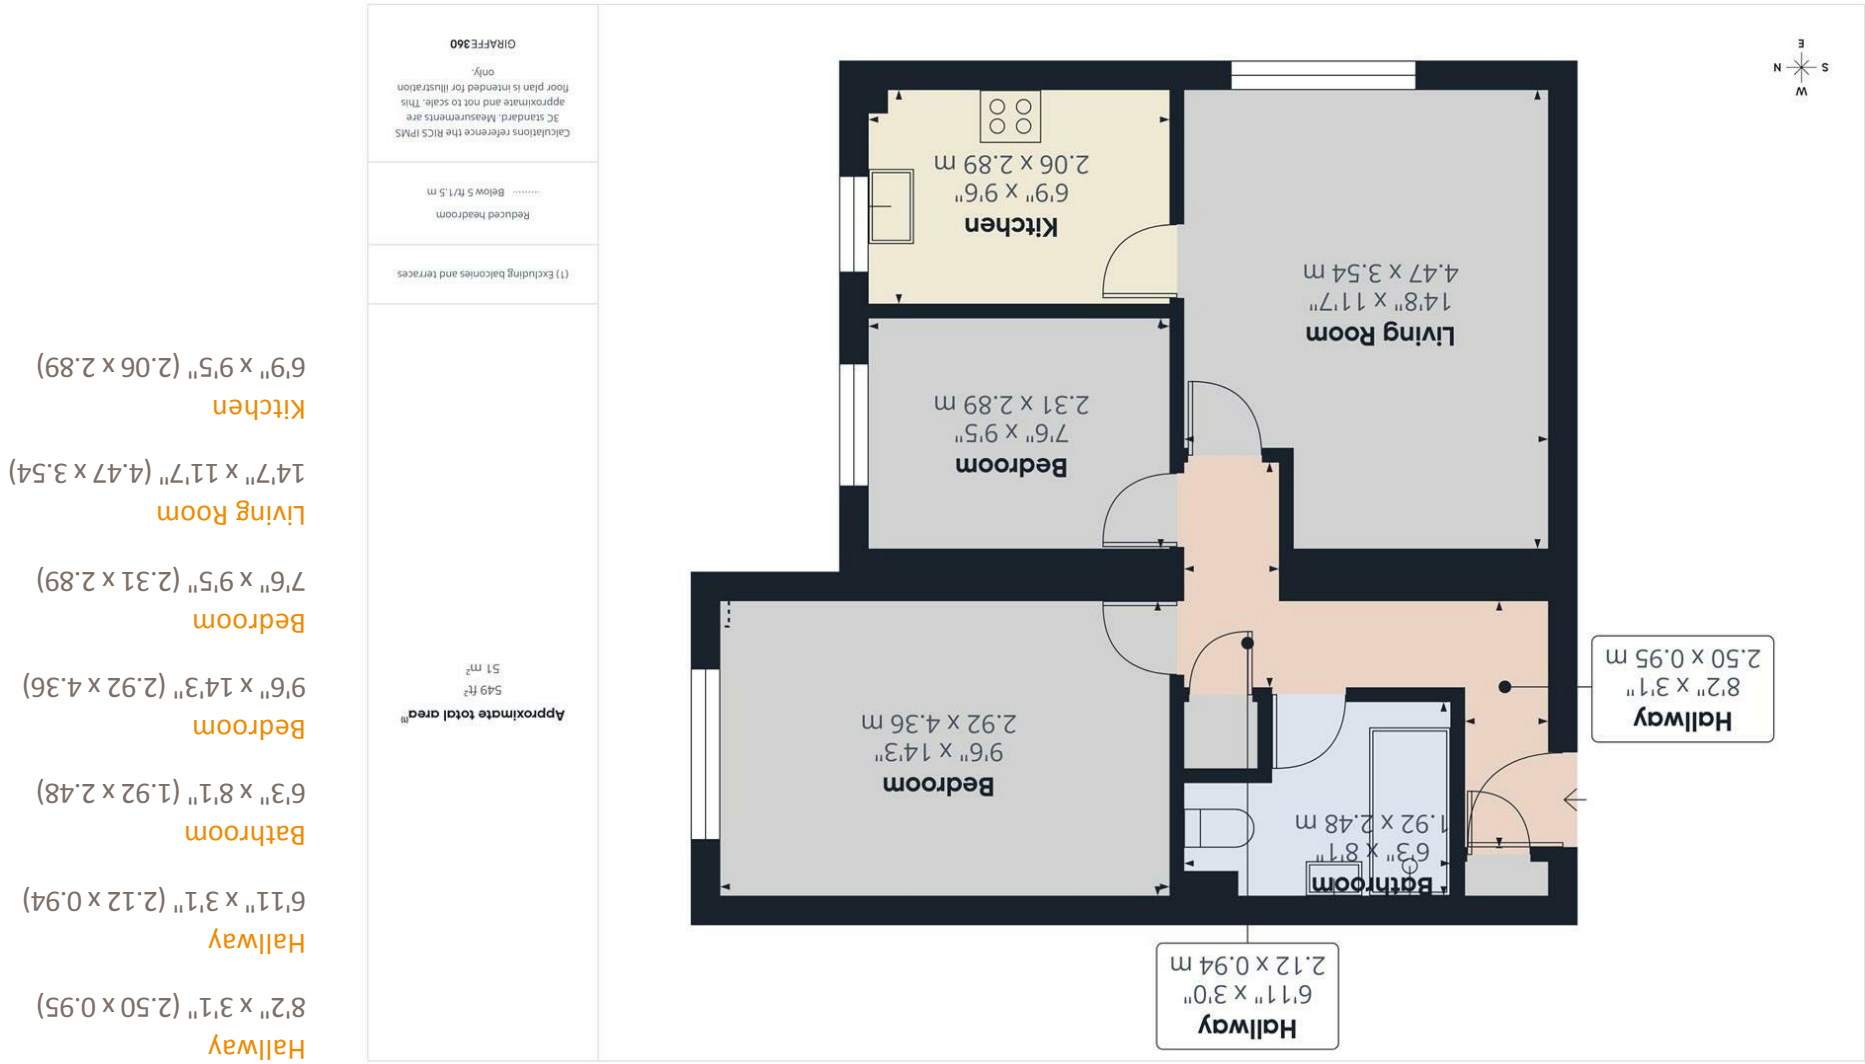 Hallway
6'11" x 3'0"
2.12 x 0.94 m
Bathroom
6'3" x 8'1"
1.92 x 2.48 m
Bedroom
9'6" x 14'3"
2.92 x 4.36 m
Hallway
8'2" x 3'1"
2.50 x 0.95 m
Living Room
14'8" x 11'7"
4.47 x 3.54 m
Bedroom
7'6" x 9'5"
2.31 x 2.89 m
Kitchen
6'9" x 9'6"
2.06 x 2.89 m
W
S N
E
Approximate total area(1)
549 ft²
51 m²
(1) Excluding balconies and terraces
Reduced headroom
Below 5 ft/1.5 m
Calculations reference the RICS IPMS
3C standard. Measurements are
approximate and not to scale. This
floor plan is intended for illustration
only.
GIRAFFE360
Hallway
8'2" x 3'1" (2.50 x 0.95)
Hallway
6'11" x 3'1" (2.12 x 0.94)
Bathroom
6'3" x 8'1" (1.92 x 2.48)
Bedroom
9'6" x 14'3" (2.92 x 4.36)
Bedroom
7'6" x 9'5" (2.31 x 2.89)
Living Room
14'7" x 11'7" (4.47 x 3.54)
Kitchen
6'9" x 9'5" (2.06 x 2.89)